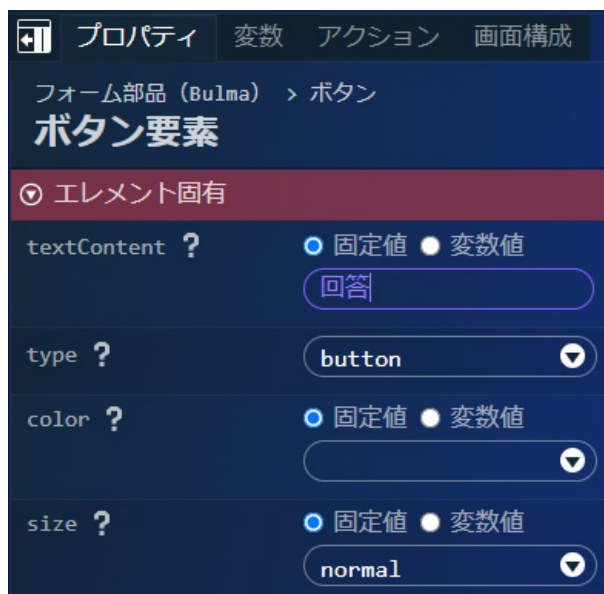 プロパティ 変数 アクション 画面構成
フォーム部品（Bulma） > ボタン
ボタン要素
エレメント固有
textContent ? 固定値 変数値
回答
type ? button
color ? 固定値 変数値
size ? 固定値 変数値
normal